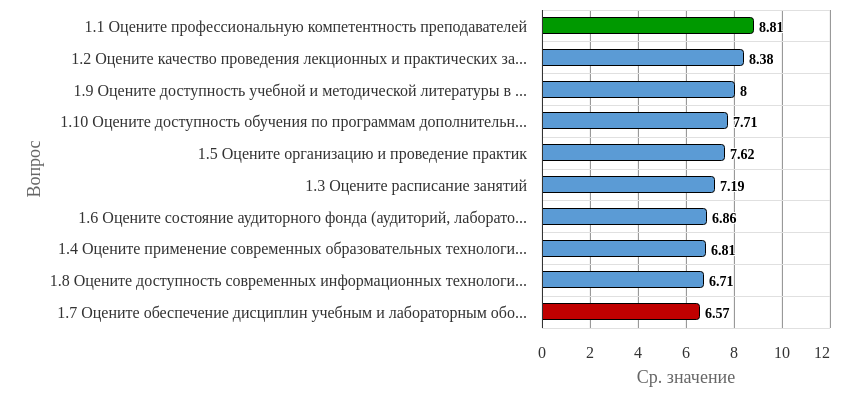 1.1 Оцените профессиональную компетентность преподавателей 8.81
1.2 Оцените качество проведения лекционных и практических за... 8.38
1.9 Оцените доступность учебной и методической литературы в ... 8
1.10 Оцените доступность обучения по программам дополнительн... 7.71
1.5 Оцените организацию и проведение практик 7.62
1.3 Оцените расписание занятий 7.19
1.6 Оцените состояние аудиторного фонда (аудиторий, лаборато... 6.86
1.4 Оцените применение современных образовательных технологи... 6.81
1.8 Оцените доступность современных информационных технологи... 6.71
1.7 Оцените обеспечение дисциплин учебным и лабораторным обо... 6.57
Вопрос
0 2 4 6 8 10 12
Ср. значение